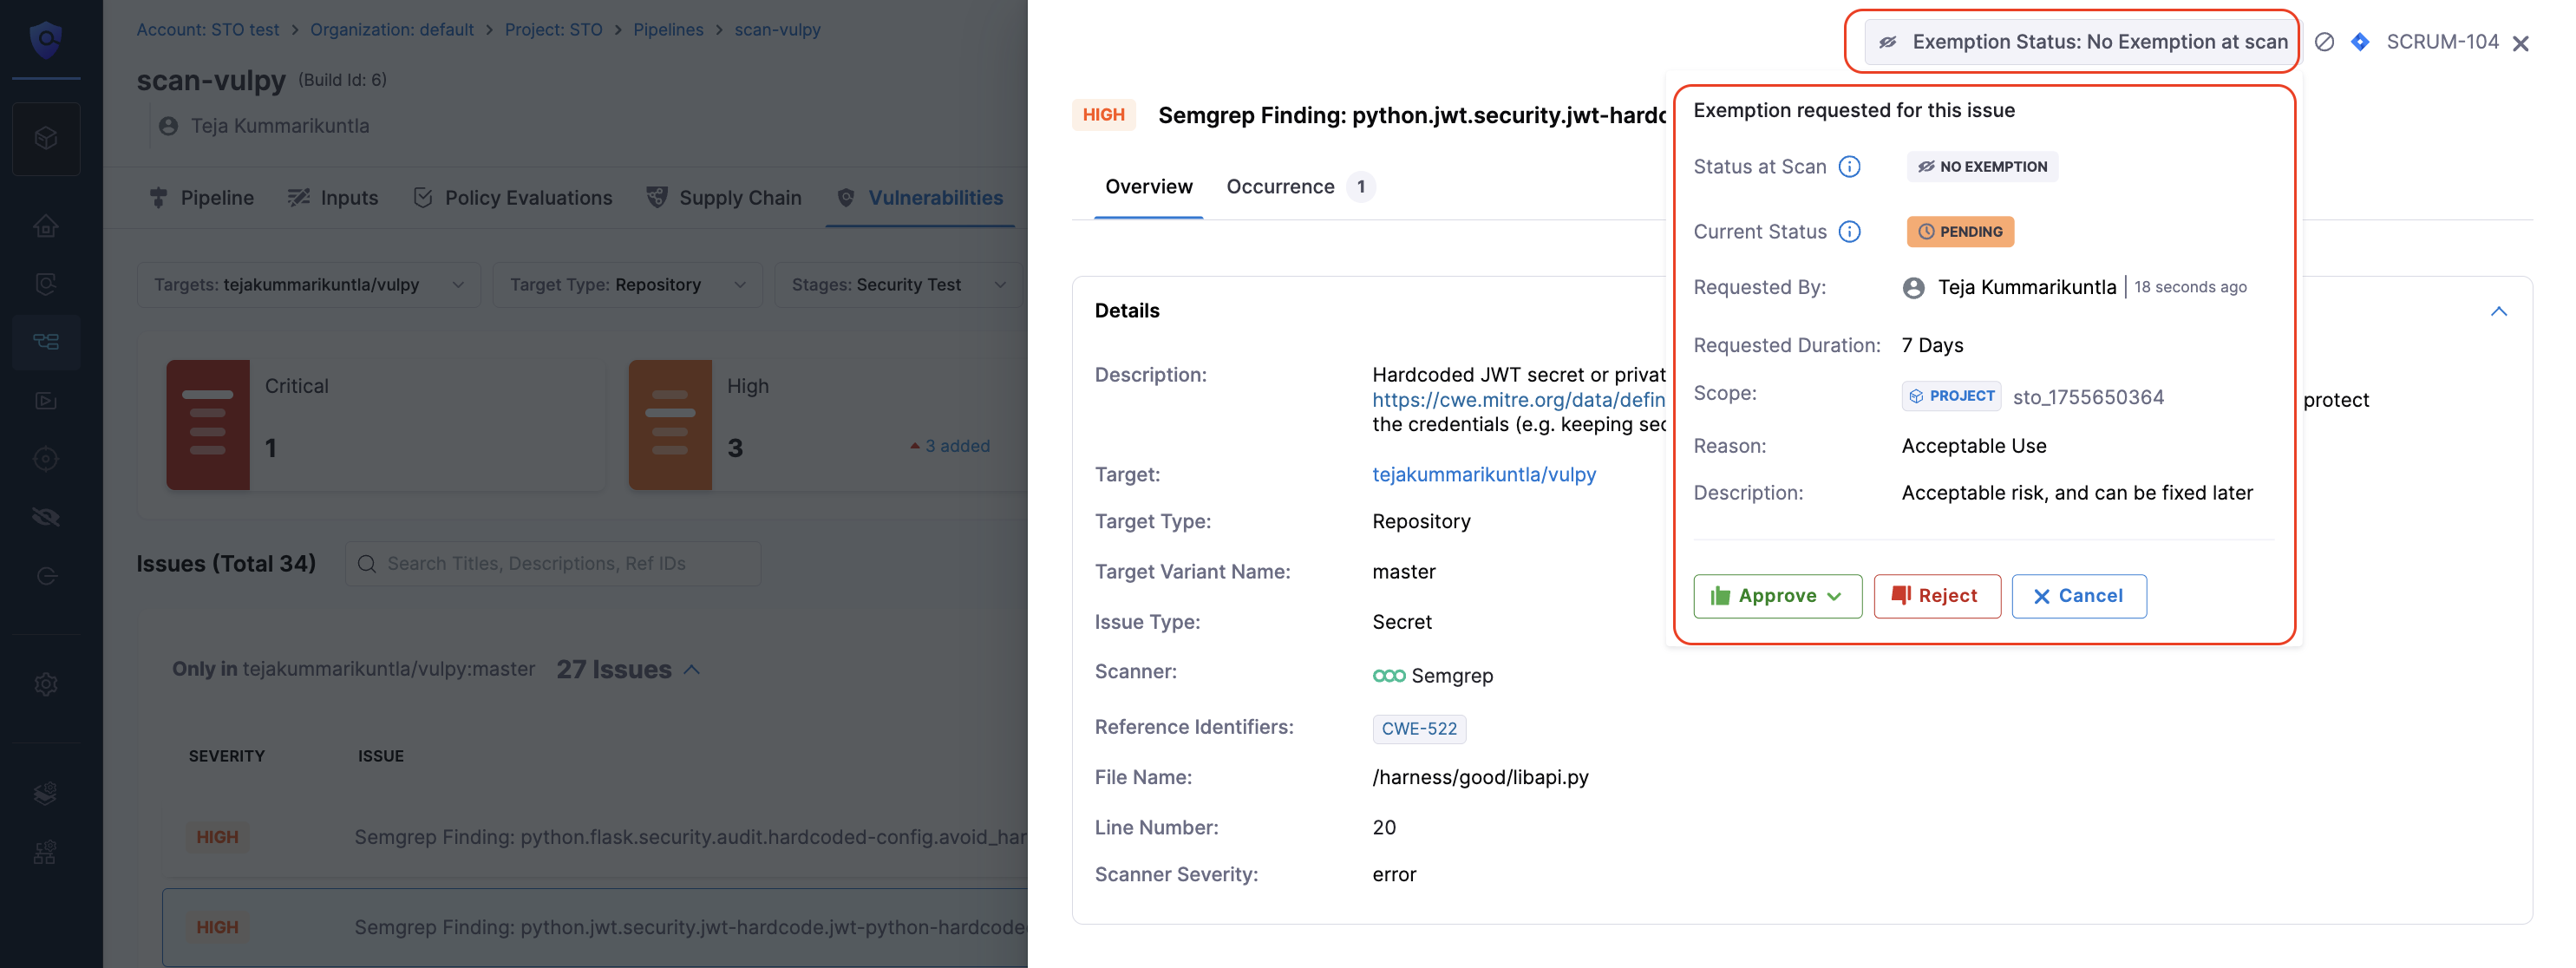 Account: STO test > Organization: default > Project: STO > Pipelines > scan-vulpy
scan-vulpy (Build Id: 6)
Teja Kummarikuntla
Pipeline Inputs Policy Evaluations Supply Chain Vulnerabilities
Targets: tejakummarikuntla/vulpy Target Type: Repository Stages: Security Test
Critical
1
High
3
3 added
Issues (Total 34)
Search Titles, Descriptions, Ref IDs
Only in tejakummarikuntla/vulpy:master 27 Issues
SEVERITY ISSUE
HIGH Semgrep Finding: python.flask.security.audit.hardcoded-config.avoid_har
HIGH Semgrep Finding: python.jwt.security.jwt-hardcode.jwt-python-hardcode
Exemption Status: No Exemption at scan
SCRUM-104
HIGH Semgrep Finding: python.jwt.security.jwt-hardc
Overview Occurrence 1
Details
Description: Hardcoded JWT secret or privat
https://cwe.mitre.org/data/defin protect
the credentials (e.g. keeping sec
Target: tejakummarikuntla/vulpy
Target Type: Repository
Target Variant Name: master
Issue Type: Secret
Scanner: Semgrep
Reference Identifiers: CWE-522
File Name: /harness/good/libapi.py
Line Number: 20
Scanner Severity: error
Exemption requested for this issue
Status at Scan NO EXEMPTION
Current Status PENDING
Requested By: Teja Kummarikuntla | 18 seconds ago
Requested Duration: 7 Days
Scope: PROJECT sto_1755650364
Reason: Acceptable Use
Description: Acceptable risk, and can be fixed later
Approve Reject Cancel